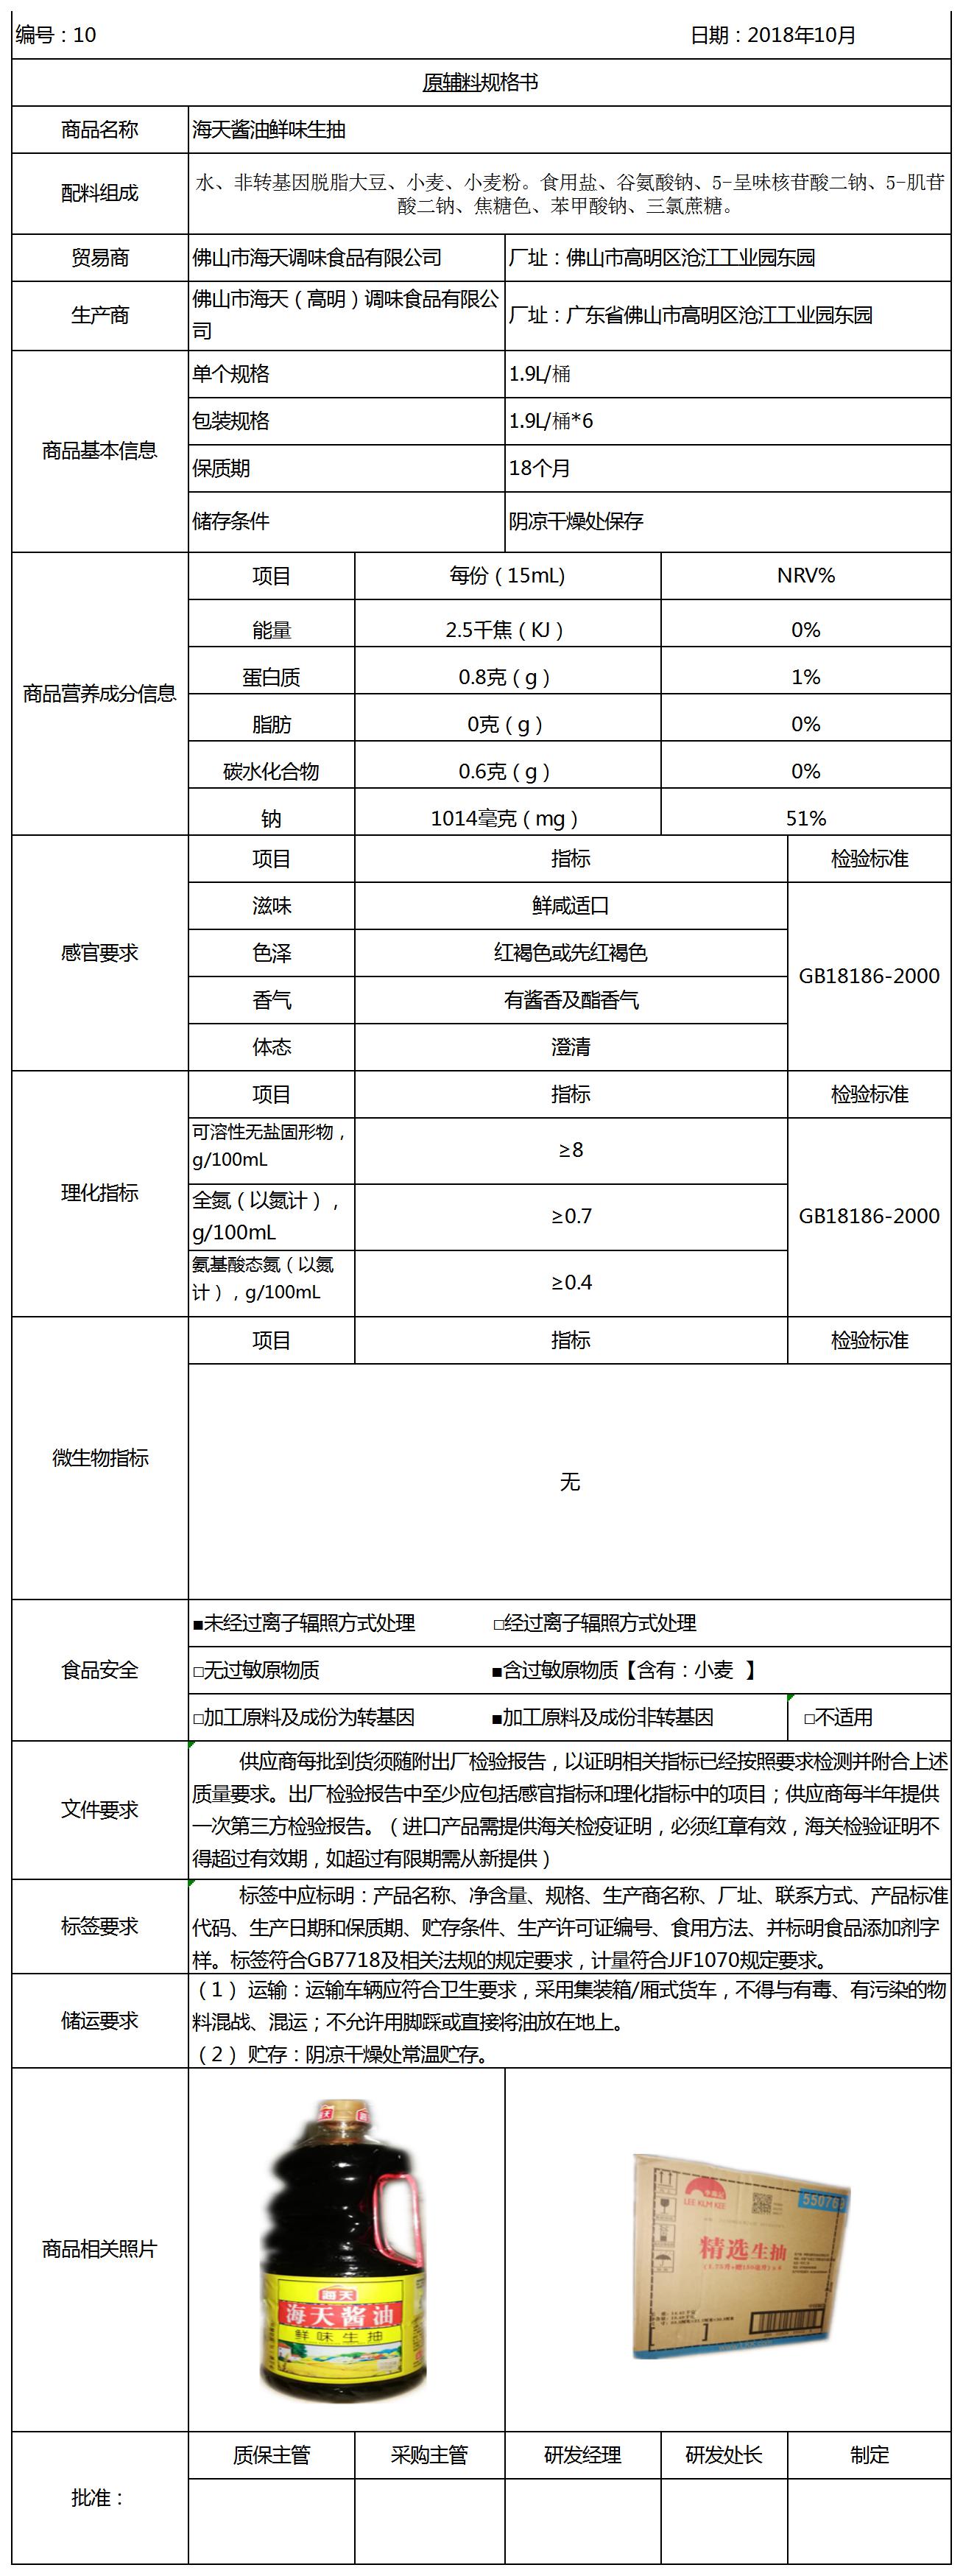 编号：10 日期：2018年10月
原辅料规格书
商品名称 海天酱油鲜味生抽
配料组成 水、非转基因脱脂大豆、小麦、小麦粉。食用盐、谷氨酸钠、5-呈味核苷酸二钠、5-肌苷
酸二钠、焦糖色、苯甲酸钠、三氯蔗糖。
贸易商 佛山市海天调味食品有限公司 厂址：佛山市高明区沧江工业园东园
生产商 佛山市海天（高明）调味食品有限公
司 厂址：广东省佛山市高明区沧江工业园东园
商品基本信息
单个规格 1.9L/桶
包装规格 1.9L/桶*6
保质期 18个月
储存条件 阴凉干燥处保存
商品营养成分信息
项目 每份（15mL) NRV%
能量 2.5千焦（KJ） 0%
蛋白质 0.8克（g） 1%
脂肪 0克（g） 0%
碳水化合物 0.6克（g） 0%
钠 1014毫克（mg） 51%
感官要求
项目 指标 检验标准
滋味 鲜咸适口
色泽 红褐色或先红褐色
GB18186-2000
香气 有酱香及酯香气
体态 澄清
理化指标
项目 指标 检验标准
可溶性无盐固形物，
g/100mL ≥8
全氮（以氮计），
g/100mL ≥0.7 GB18186-2000
氨基酸态氮（以氮
计），g/100mL ≥0.4
微生物指标
项目 指标 检验标准
无
食品安全
■未经过离子辐照方式处理 □经过离子辐照方式处理
□无过敏原物质 ■含过敏原物质【含有：小麦 】
□加工原料及成份为转基因 ■加工原料及成份非转基因 □不适用
文件要求
供应商每批到货须随附出厂检验报告，以证明相关指标已经按照要求检测并附合上述
质量要求。出厂检验报告中至少应包括感官指标和理化指标中的项目；供应商每半年提供
一次第三方检验报告。（进口产品需提供海关检疫证明，必须红章有效，海关检验证明不
得超过有效期，如超过有限期需从新提供）
标签要求
标签中应标明：产品名称、净含量、规格、生产商名称、厂址、联系方式、产品标准
代码、生产日期和保质期、贮存条件、生产许可证编号、食用方法、并标明食品添加剂字
样。标签符合GB7718及相关法规的规定要求，计量符合JJF1070规定要求。
储运要求
（1） 运输：运输车辆应符合卫生要求，采用集装箱/厢式货车，不得与有毒、有污染的物
料混战、混运；不允许用脚踩或直接将油放在地上。
（2） 贮存：阴凉干燥处常温贮存。
商品相关照片
海天
海天酱油
鲜味生抽
LEE KUM KEE
精选生抽
批准：
质保主管 采购主管 研发经理 研发处长 制定